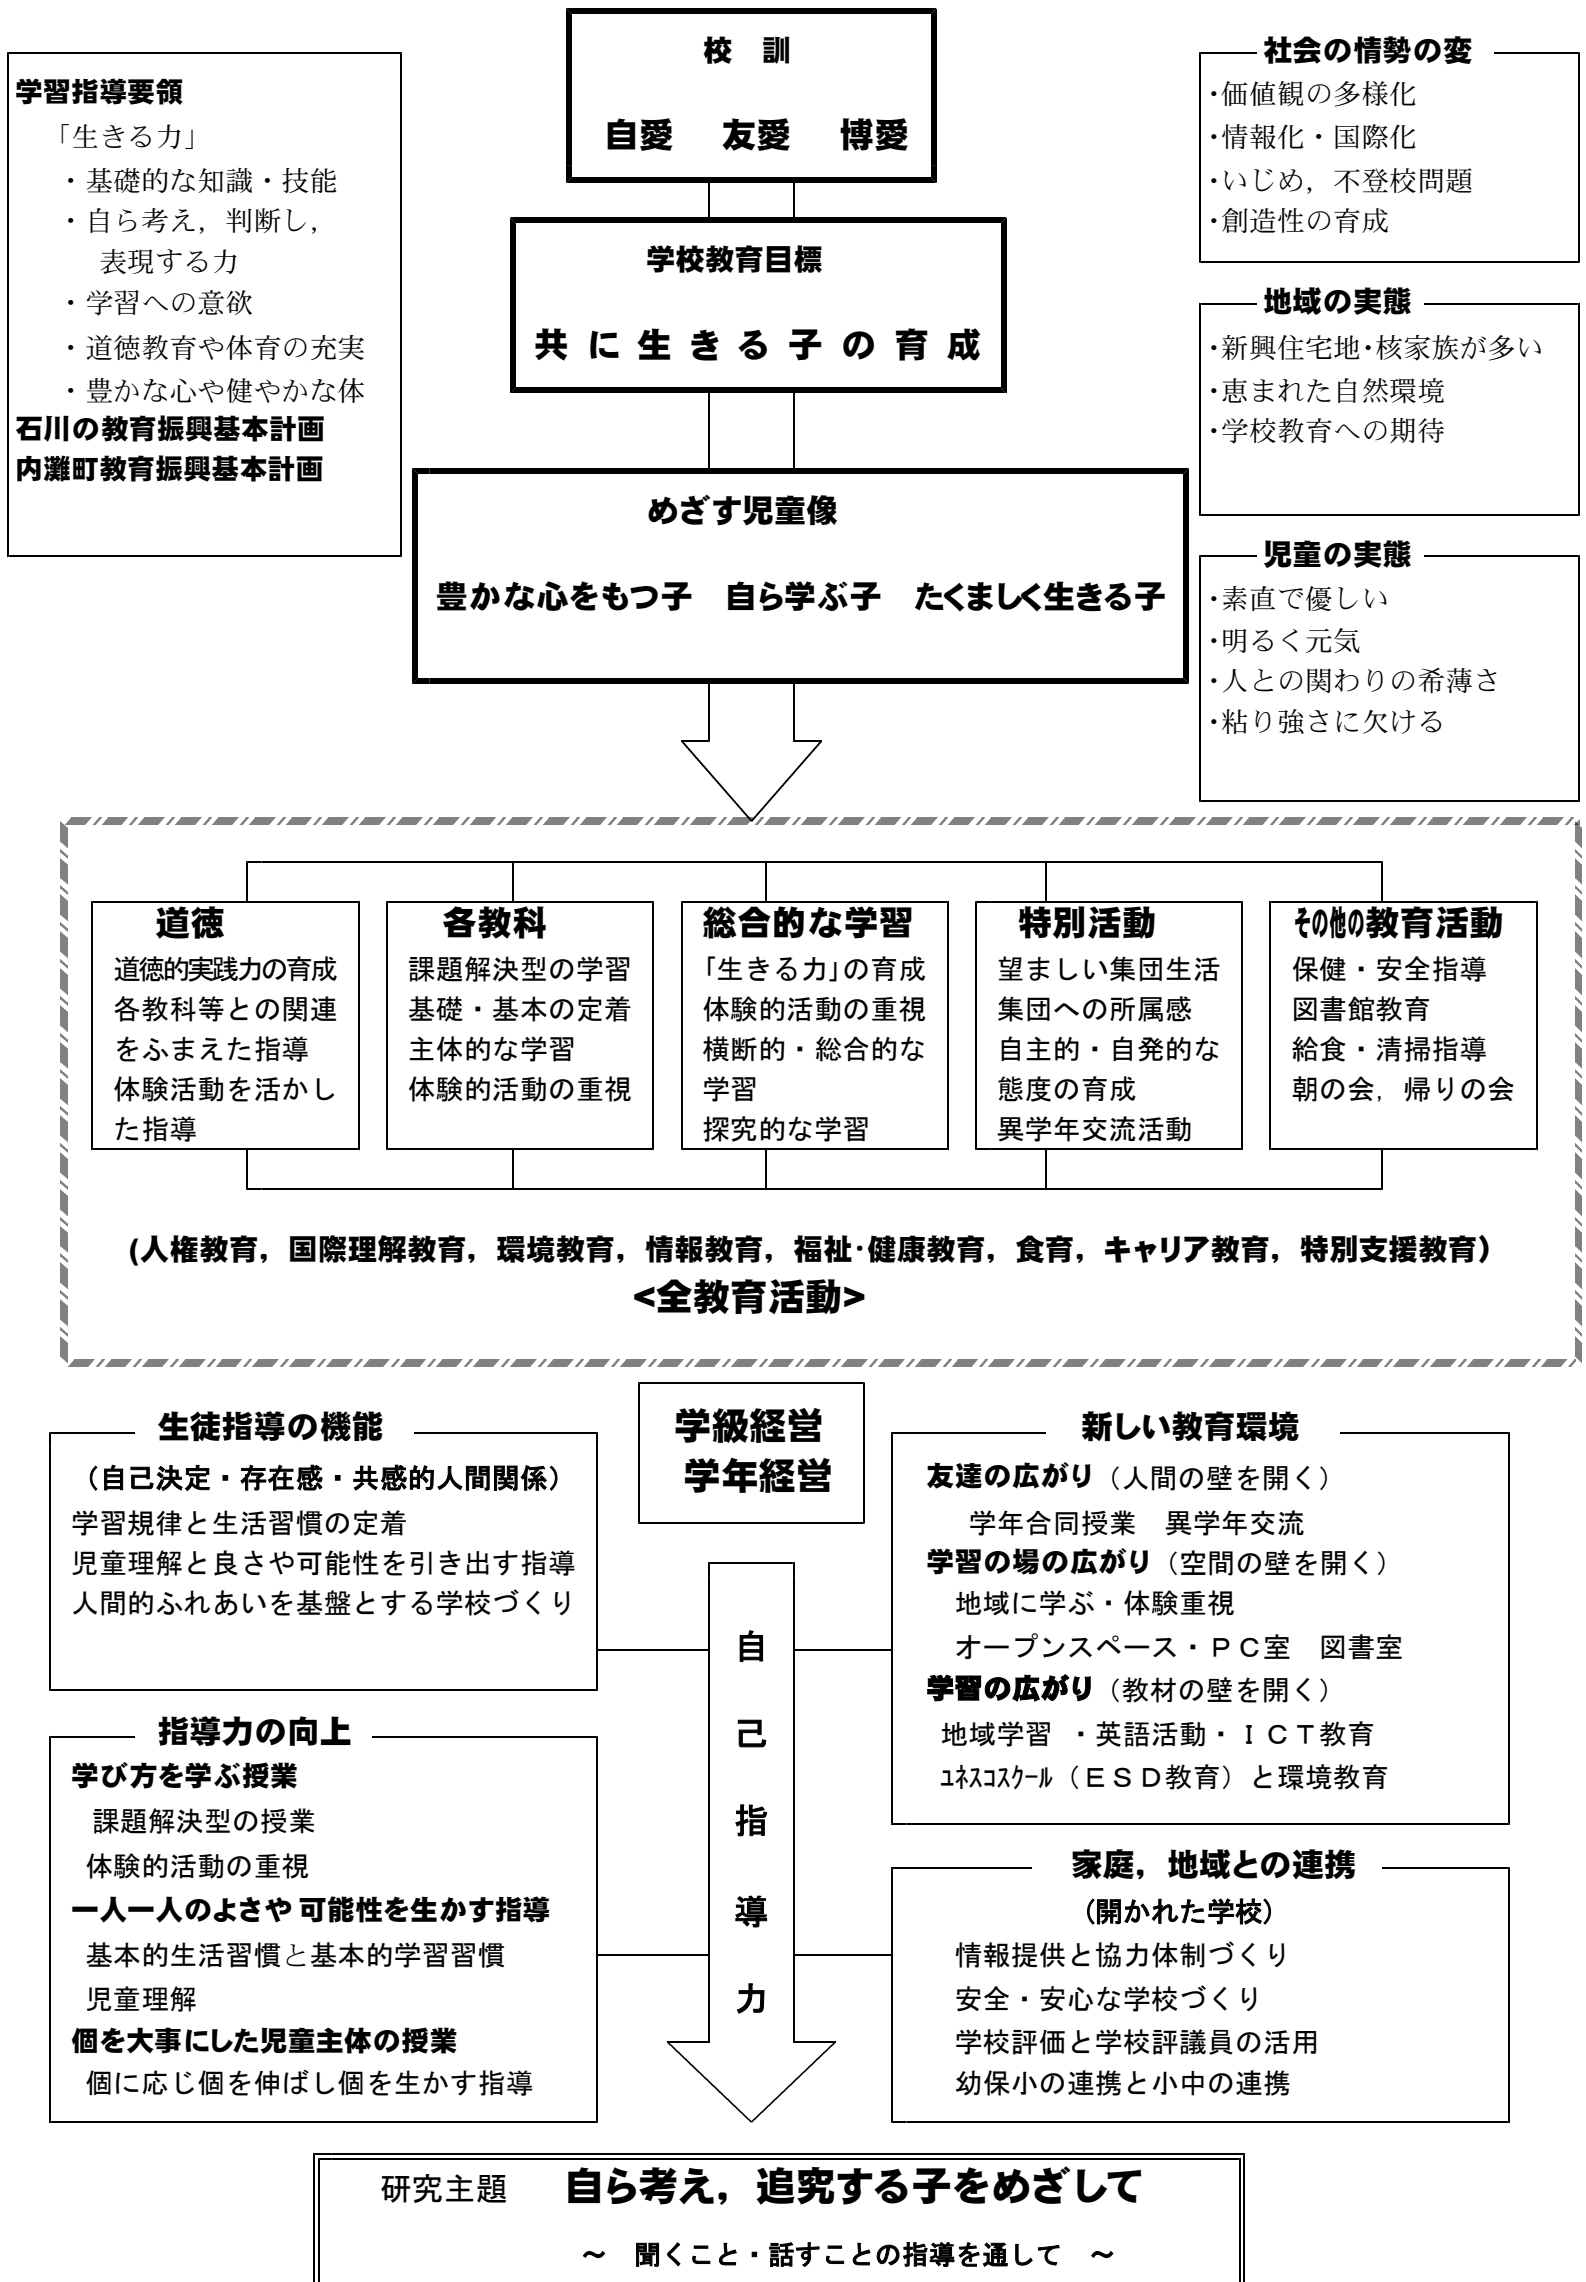 校　訓
自愛　友愛　博愛
学習指導要領
「生きる力」
・基礎的な知識・技能
・自ら考え，判断し，
表現する力
・学習への意欲
・道徳教育や体育の充実
・豊かな心や健やかな体
石川の教育振興基本計画
内灘町教育振興基本計画
学校教育目標
共に生きる子の育成
めざす児童像
豊かな心をもつ子　自ら学ぶ子　たくましく生きる子
社会の情勢の変
・価値観の多様化
・情報化・国際化
・いじめ，不登校問題
・創造性の育成
地域の実態
・新興住宅地・核家族が多い
・恵まれた自然環境
・学校教育への期待
児童の実態
・素直で優しい
・明るく元気
・人との関わりの希薄さ
・粘り強さに欠ける
道徳
道徳的実践力の育成
各教科等との関連
をふまえた指導
体験活動を活かし
た指導
各教科
課題解決型の学習
基礎・基本の定着
主体的な学習
体験的活動の重視
総合的な学習
「生きる力」の育成
体験的活動の重視
横断的・総合的な
学習
探究的な学習
特別活動
望ましい集団生活
集団への所属感
自主的・自発的な
態度の育成
異学年交流活動
その他の教育活動
保健・安全指導
図書館教育
給食・清掃指導
朝の会，帰りの会
(人権教育，国際理解教育，環境教育，情報教育，福祉・健康教育，食育，キャリア教育，特別支援教育)
<全教育活動>
学級経営
学年経営
生徒指導の機能
（自己決定・存在感・共感的人間関係）
学習規律と生活習慣の定着
児童理解と良さや可能性を引き出す指導
人間的ふれあいを基盤とする学校づくり
指導力の向上
学び方を学ぶ授業
課題解決型の授業
体験的活動の重視
一人一人のよさや 可能性を生かす指導
基本的生活習慣と基本的学習習慣
児童理解
個を大事にした児童主体の授業
個に応じ個を伸ばし個を生かす指導
自己指導力
新しい教育環境
友達の広がり（人間の壁を開く）
学年合同授業　異学年交流
学習の場の広がり（空間の壁を開く）
地域に学ぶ・体験重視
オープンスペース・ＰＣ室　図書室
学習の広がり（教材の壁を開く）
地域学習　・英語活動・ＩＣＴ教育
ﾕﾈｽｺｽｸｰﾙ（ＥＳＤ教育）と環境教育
家庭，地域との連携
（開かれた学校）
情報提供と協力体制づくり
安全・安心な学校づくり
学校評価と学校評議員の活用
幼保小の連携と小中の連携
研究主題　自ら考え，追究する子をめざして
～　聞くこと・話すことの指導を通して　～